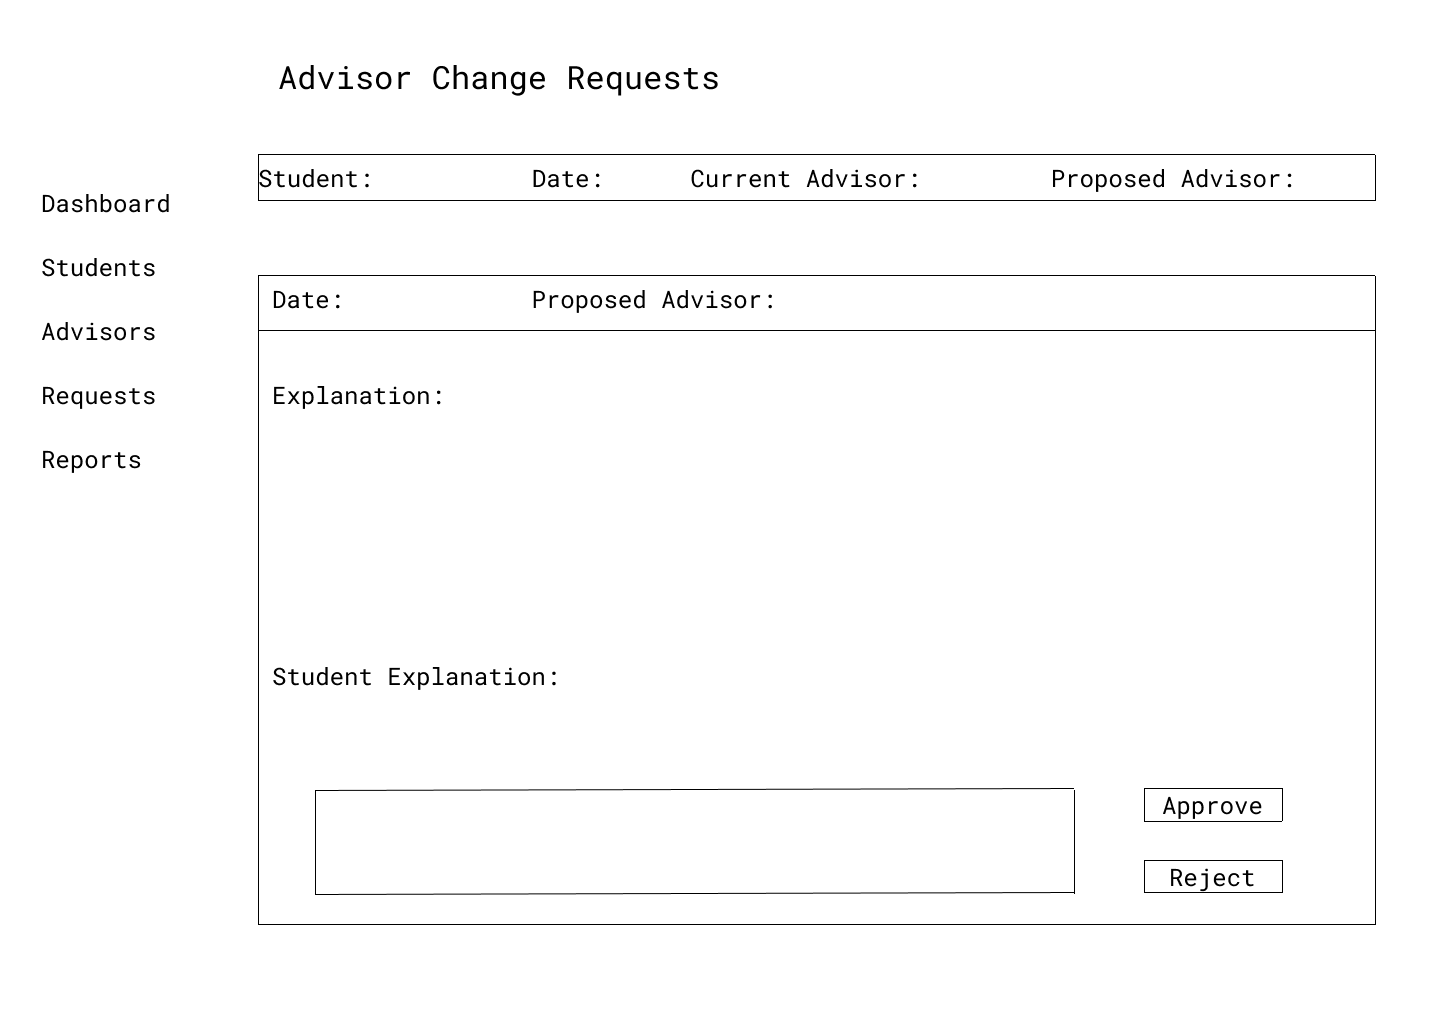 Advisor Change Requests
Student: Date: Current Advisor: Proposed Advisor:
Dashboard
Students
Advisors
Requests
Reports
Date: Proposed Advisor:
Explanation:
Student Explanation:
Approve
Reject